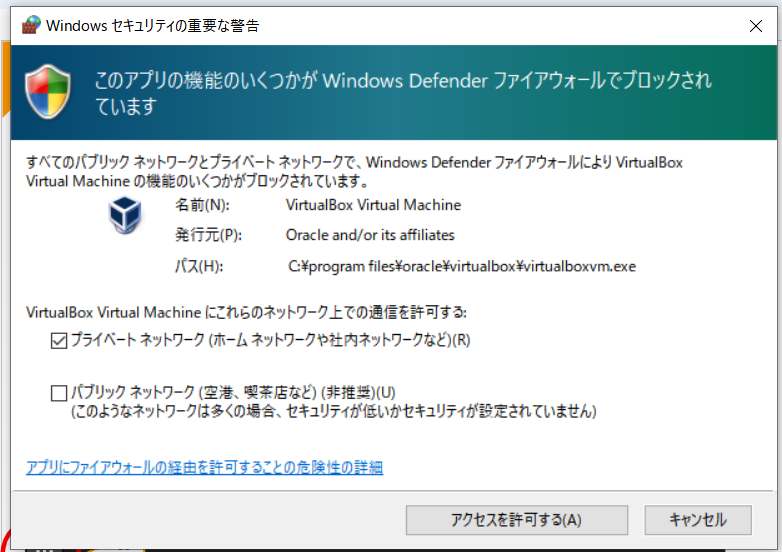 Windows セキュリティの重要な警告
このアプリの機能のいくつかが Windows Defender ファイアウォールでブロックされ
ています
すべてのパブリック ネットワークとプライベート ネットワークで、Windows Defender ファイアウォールにより VirtualBox
Virtual Machine の機能のいくつかがブロックされています。
名前(N): VirtualBox Virtual Machine
発行元(P): Oracle and/or its affiliates
パス(H): C:¥program files¥oracle¥virtualbox¥virtualboxvm.exe
VirtualBox Virtual Machine にこれらのネットワーク上での通信を許可する:
プライベート ネットワーク (ホーム ネットワークや社内ネットワークなど)(R)
パブリック ネットワーク (空港、喫茶店など) (非推奨)(U)
(このようなネットワークは多くの場合、セキュリティが低いかセキュリティが設定されていません)
アプリにファイアウォールの経由を許可することの危険性の詳細
アクセスを許可する(A) キャンセル